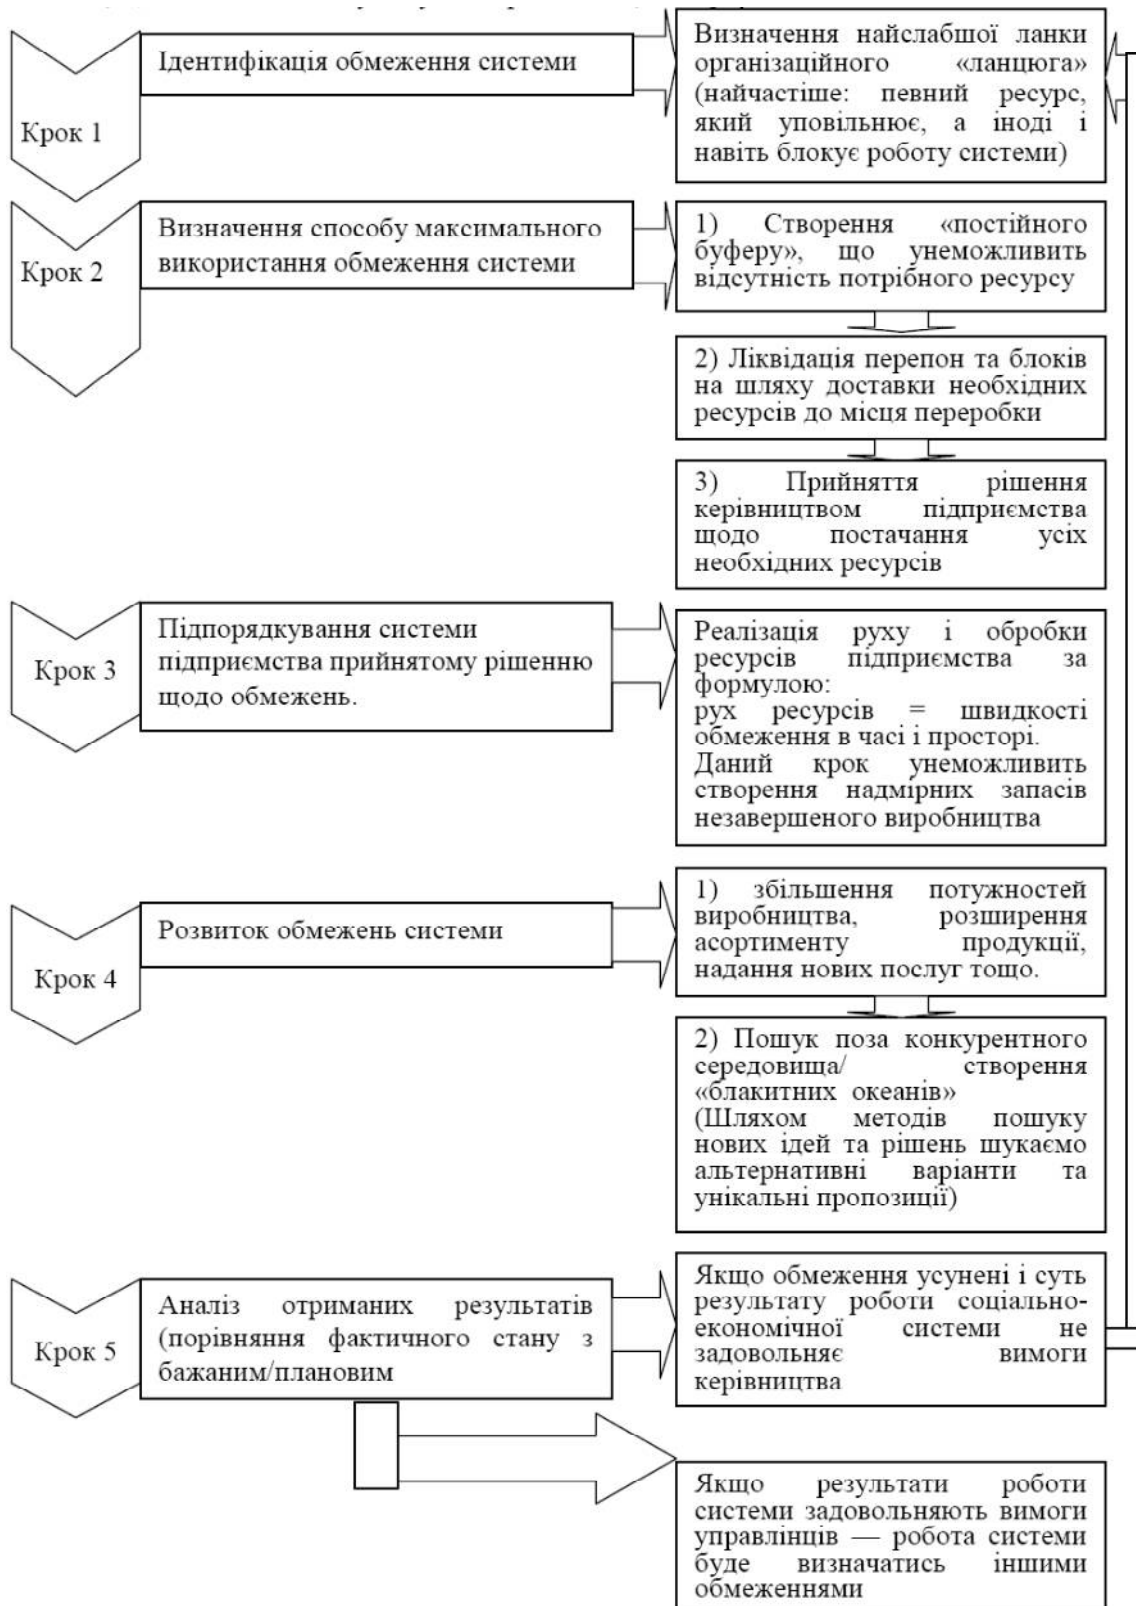 Крок 1
Ідентифікація обмеження системи
Визначення найслабшої ланки
організаційного «ланцюга»
(найчастіше: певний ресурс,
який уповільнює, а іноді і
навіть блокує роботу системи)
Крок 2
Визначення способу максимального
використання обмеження системи
1) Створення «постійного
буферу», що унеможливить
відсутність потрібного ресурсу
2) Ліквідація перепон та блоків
на шляху доставки необхідних
ресурсів до місця переробки
3) Прийняття рішення
керівництвом підприємства
щодо постачання усіх
необхідних ресурсів
Крок 3
Підпорядкування системи
підприємства прийнятому рішенню
щодо обмежень.
Реалізація руху і обробки
ресурсів підприємства за
формулою:
рух ресурсів = швидкості
обмеження в часі і просторі.
Даний крок унеможливить
створення надмірних запасів
незавершеного виробництва
Крок 4
Розвиток обмежень системи
1) збільшення потужностей
виробництва, розширення
асортименту продукції,
надання нових послуг тощо.
2) Пошук поза конкурентного
середовища/ створення
«блакитних океанів»
(Шляхом методів пошуку
нових ідей та рішень шукаємо
альтернативні варіанти та
унікальні пропозиції)
Крок 5
Аналіз отриманих результатів
(порівняння фактичного стану з
бажаним/плановим
Якщо обмеження усунені і суть
результату роботи соціально-
економічної системи не
задовольняє вимоги
керівництва
Якщо результати роботи
системи задовольняють вимоги
управлінців — робота системи
буде визначатись іншими
обмеженнями